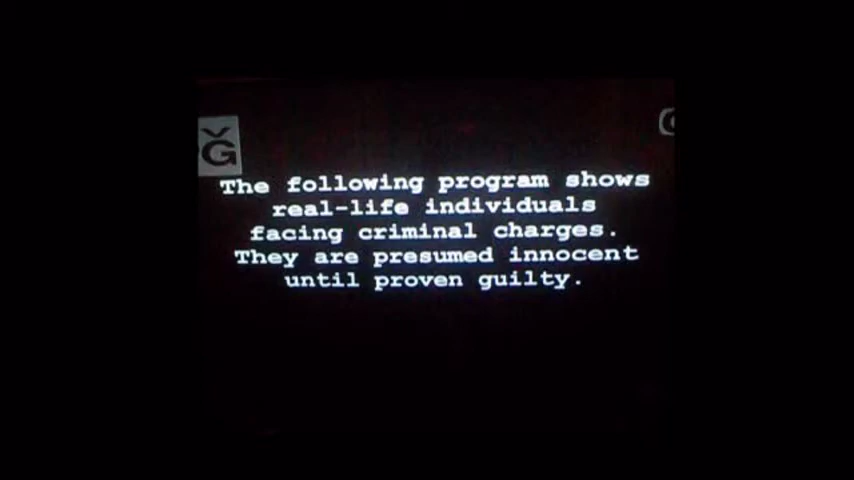 V
G
The following program shows
real-life individuals
facing criminal charges.
They are presumed innocent
until proven guilty.